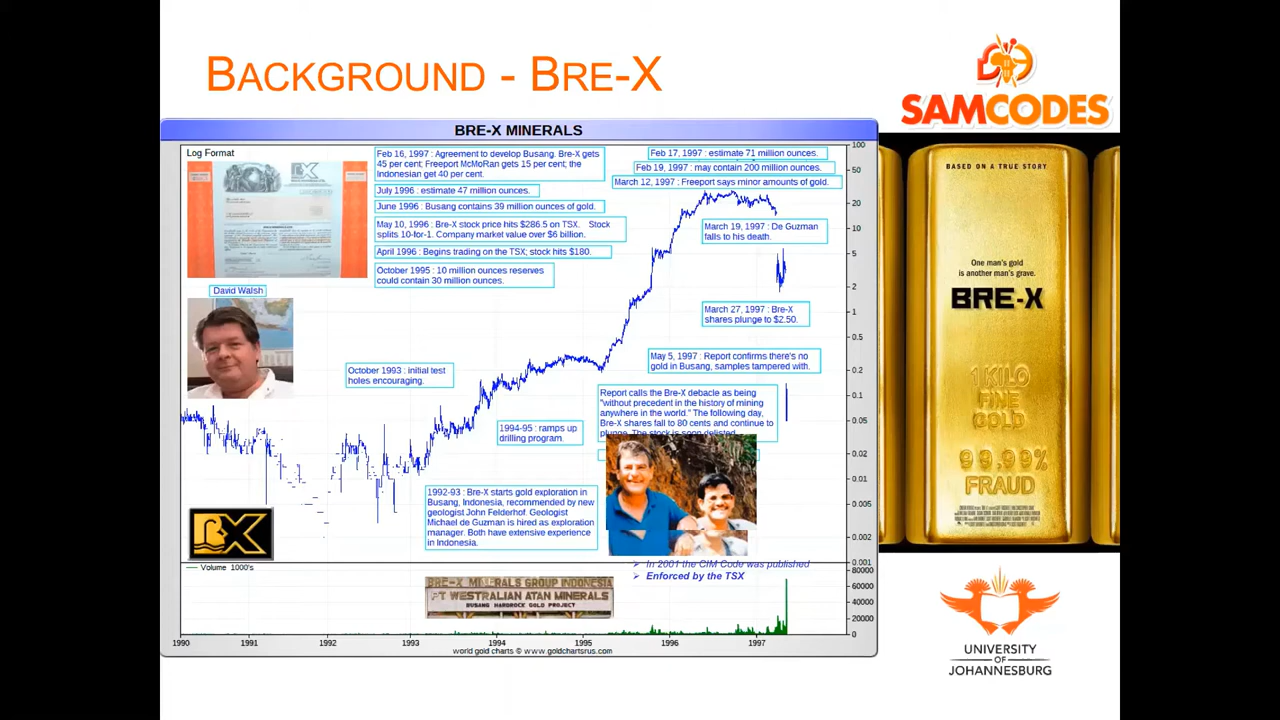 BACKGROUND - BRE-X
SAMCODES
BRE-X MINERALS
Log Format
Feb 16, 1997 : Agreement to develop Busang. Bre-X gets
45 per cent; Freeport McMoRan gets 15 per cent; the
Indonesian get 40 per cent.
July 1996 : estimate 47 million ounces.
June 1996 : Busang contains 39 million ounces of gold.
May 10, 1996 : Bre-X stock price hits $286.5 on TSX. Stock
splits 10-for-1. Company market value over $6 billion.
April 1996 : Begins trading on the TSX; stock hits $180.
October 1995 : 10 million ounces reserves
could contain 30 million ounces.
Feb 17, 1997 : estimate 71 million ounces.
Feb 19, 1997 : may contain 200 million ounces.
March 12, 1997 : Freeport says minor amounts of gold.
March 19, 1997 : De Guzman
falls to his death.
March 27, 1997 : Bre-X
shares plunge to $2.50.
May 5, 1997 : Report confirms there's no
gold in Busang, samples tampered with.
Report calls the Bre-X debacle as being
"without precedent in the history of mining
anywhere in the world." The following day,
Bre-X shares fall to 80 cents and continue to
plunge. The stock is soon delisted.
David Walsh
October 1993 : initial test
holes encouraging.
1994-95 : ramps up
drilling program.
1992-93 : Bre-X starts gold exploration in
Busang, Indonesia, recommended by new
geologist John Felderhof. Geologist
Michael de Guzman is hired as exploration
manager. Both have extensive experience
in Indonesia.
100
50
20
10
5
2
1
0.5
0.2
0.1
0.05
0.02
0.01
0.005
0.002
0.001
In 2001 the CIM Code was published
Enforced by the TSX
Volume 1000's
80000
60000
40000
20000
0
BRE-X MINERALS GROUP INDONESIA
PT WESTRALIAN ATAN MINERALS
BUSANG HARDROCK GOLD PROJECT
1990 1991 1992 1993 1994 1995 1996 1997
world gold charts © www.goldchartsrus.com
BASED ON A TRUE STORY
One man's gold
is another man's grave.
BRE-X
1 KILO
FINE
GOLD
99.99%
FRAUD
UNIVERSITY
OF
JOHANNESBURG